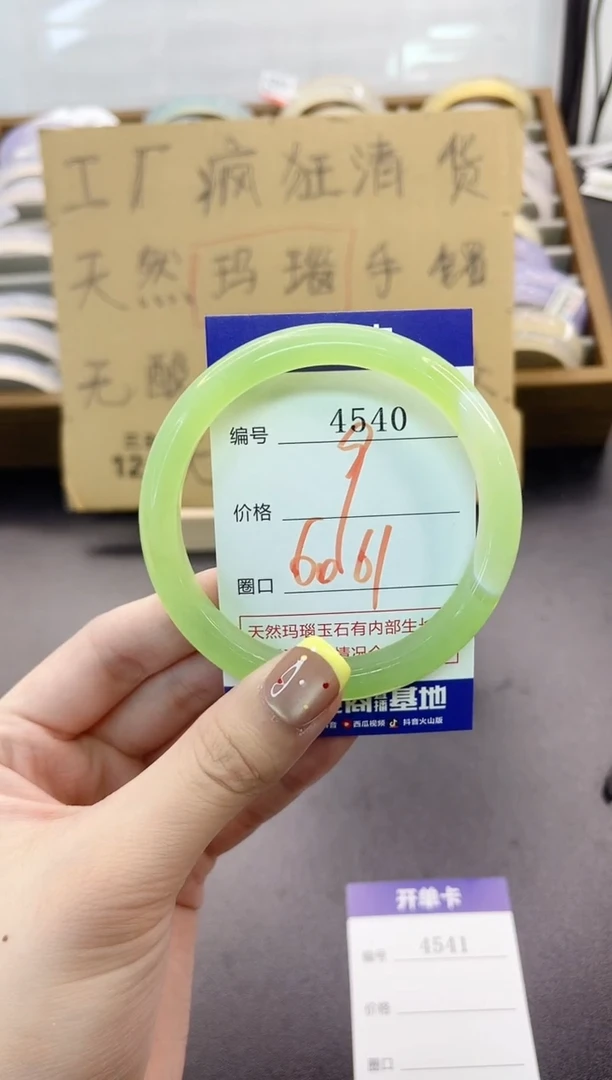 工厂疯狂清货
天然玛瑙手镯
无酸
12
编号 4540
价格 9
圈口 60 61
天然玛瑙玉石有内部生长
情况
播基地
西瓜视频 抖音火山版
开单卡
编号 4541
价格
圈口